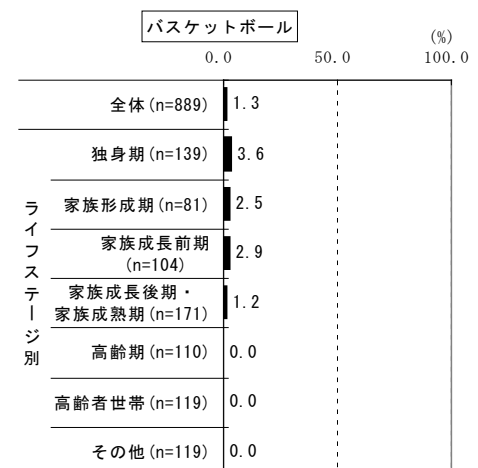 バスケットボール
(%)
0.0 50.0 100.0
全体(n=889) 1.3
ライフステージ別
独身期(n=139) 3.6
家族形成期(n=81) 2.5
家族成長前期
(n=104) 2.9
家族成長後期・
家族成熟期(n=171) 1.2
高齢期(n=110) 0.0
高齢者世帯(n=119) 0.0
その他(n=119) 0.0